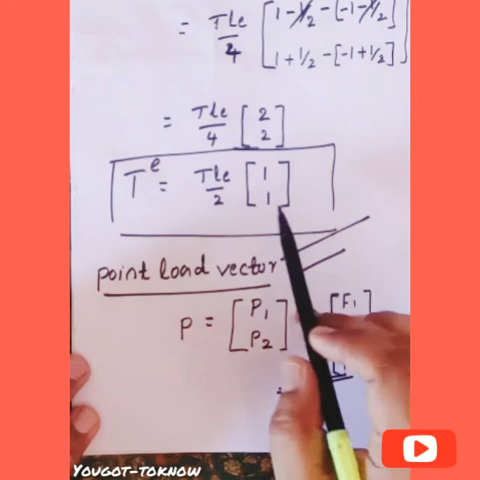 = Tle/4 [1-1/2 -[-1-1/2]
1+1/2 -[-1+1/2]]
= Tle/4 [2
2]
T^e = Tle/2 [1
1]
point load vector
P = [P1
P2] [F1
Yougot-toknow